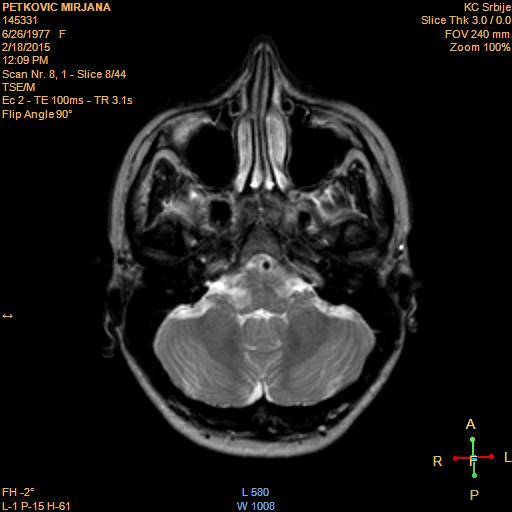 PETKOVIC MIRJANA
145331
6/26/1977 F
2/18/2015
12:09 PM
Scan Nr. 8, 1 - Slice 8/44
TSE/M
Ec 2 - TE 100ms - TR 3.1s
Flip Angle 90°
KC Srbije
Slice Thk 3.0 / 0.0
FOV 240 mm
Zoom 100%
↔
A
R F L
P
FH -2°
L-1 P-15 H-61
L 580
W 1008